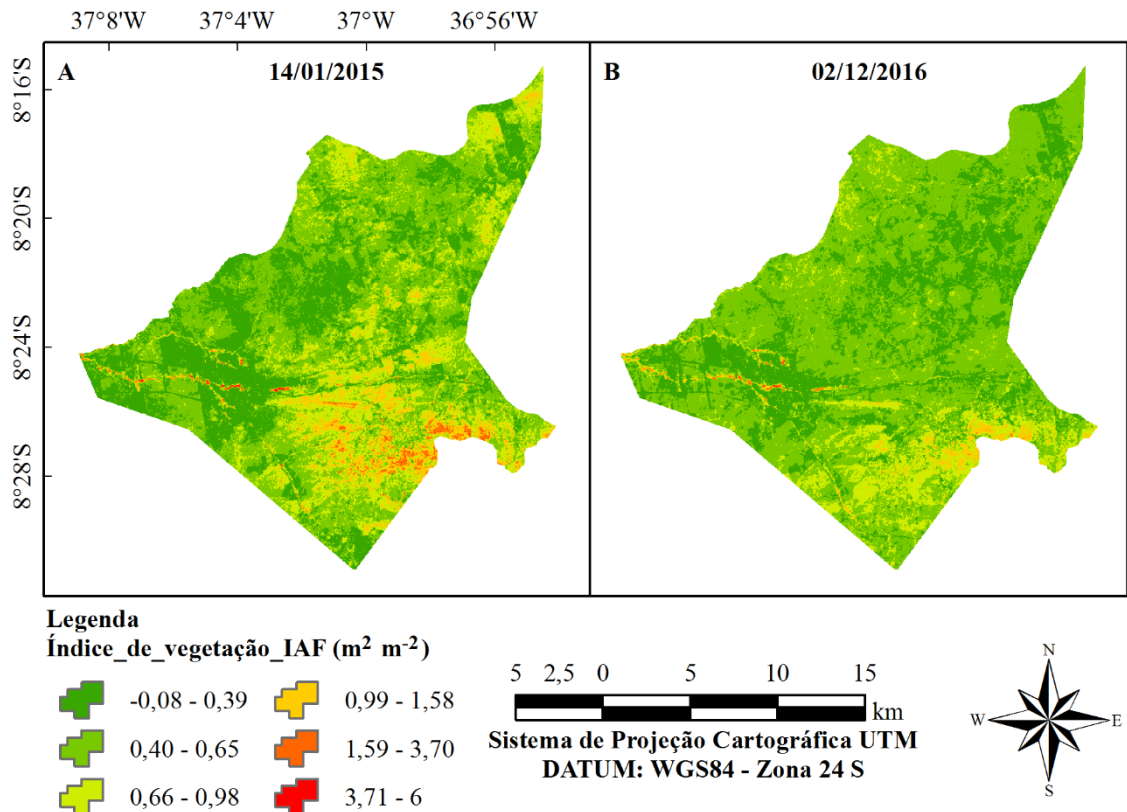 37°8'W 37°4'W 37°W 36°56'W
A 14/01/2015
B 02/12/2016
8°16'S
8°20'S
8°24'S
8°28'S
Legenda
Índice_de_vegetação_IAF (m² m⁻²)
-0,08 - 0,39
0,40 - 0,65
0,66 - 0,98
0,99 - 1,58
1,59 - 3,70
3,71 - 6
5 2,5 0 5 10 15
km
Sistema de Projeção Cartográfica UTM
DATUM: WGS84 - Zona 24 S
N
W E
S